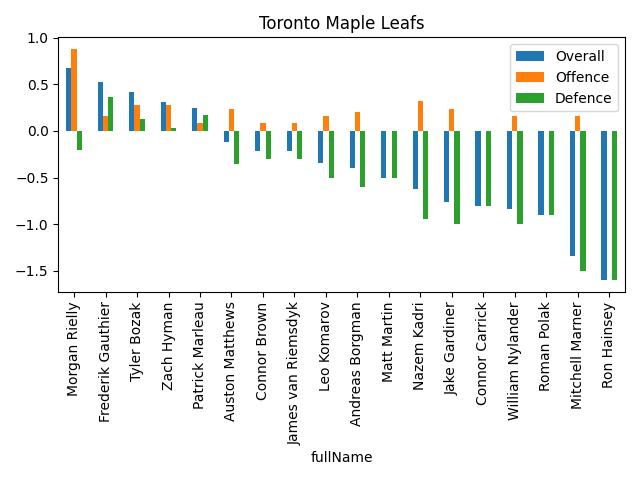 Toronto Maple Leafs
Overall
Offence
Defence
1.0
0.5
0.0
−0.5
−1.0
−1.5
Morgan Rielly
Frederik Gauthier
Tyler Bozak
Zach Hyman
Patrick Marleau
Auston Matthews
Connor Brown
James van Riemsdyk
Leo Komarov
Andreas Borgman
Matt Martin
Nazem Kadri
Jake Gardiner
Connor Carrick
William Nylander
Roman Polak
Mitchell Marner
Ron Hainsey
fullName